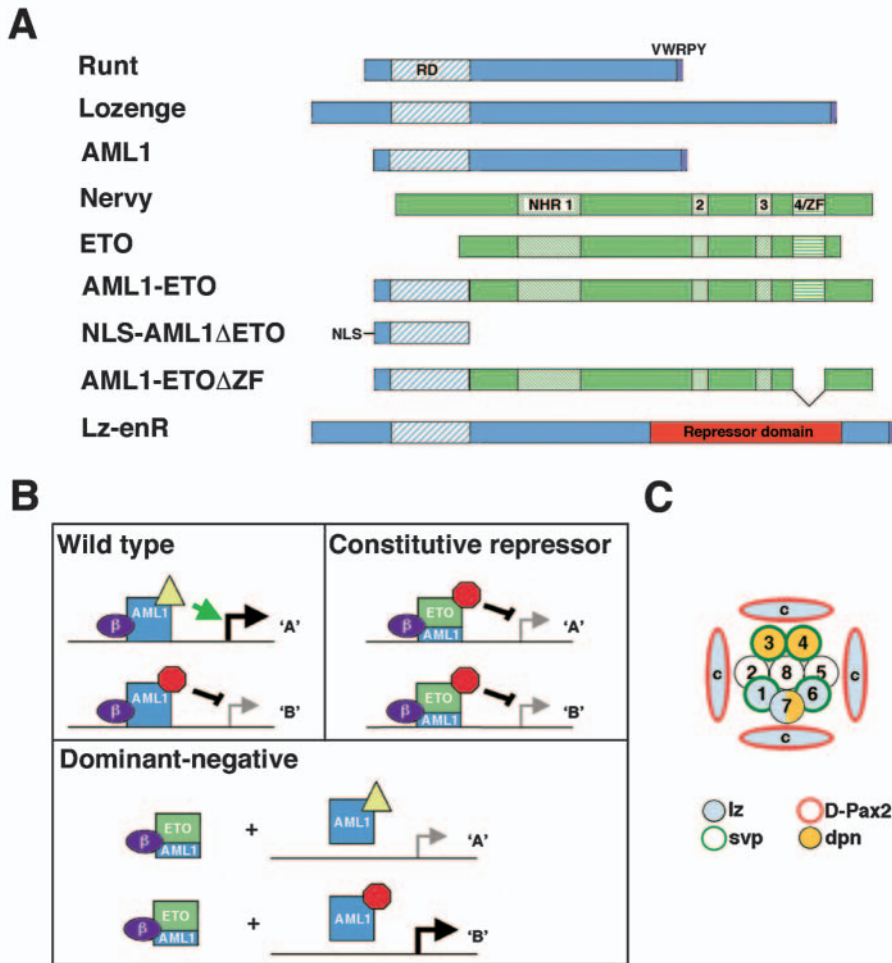 A
VWRPY
Runt
RD
Lozenge
AML1
Nervy
NHR 1
2
3
4/ZF
ETO
AML1-ETO
NLS-AML1ΔETO
NLS
AML1-ETOΔZF
Lz-enR
Repressor domain
B
Wild type
β
AML1
'A'
β
AML1
'B'
Constitutive repressor
β
ETO
AML1
'A'
β
ETO
AML1
'B'
Dominant-negative
β
ETO
AML1
+
AML1
'A'
β
ETO
AML1
+
AML1
'B'
C
c
3 4
c 2 8 5 c
1 6
7
c
lz
D-Pax2
svp
dpn